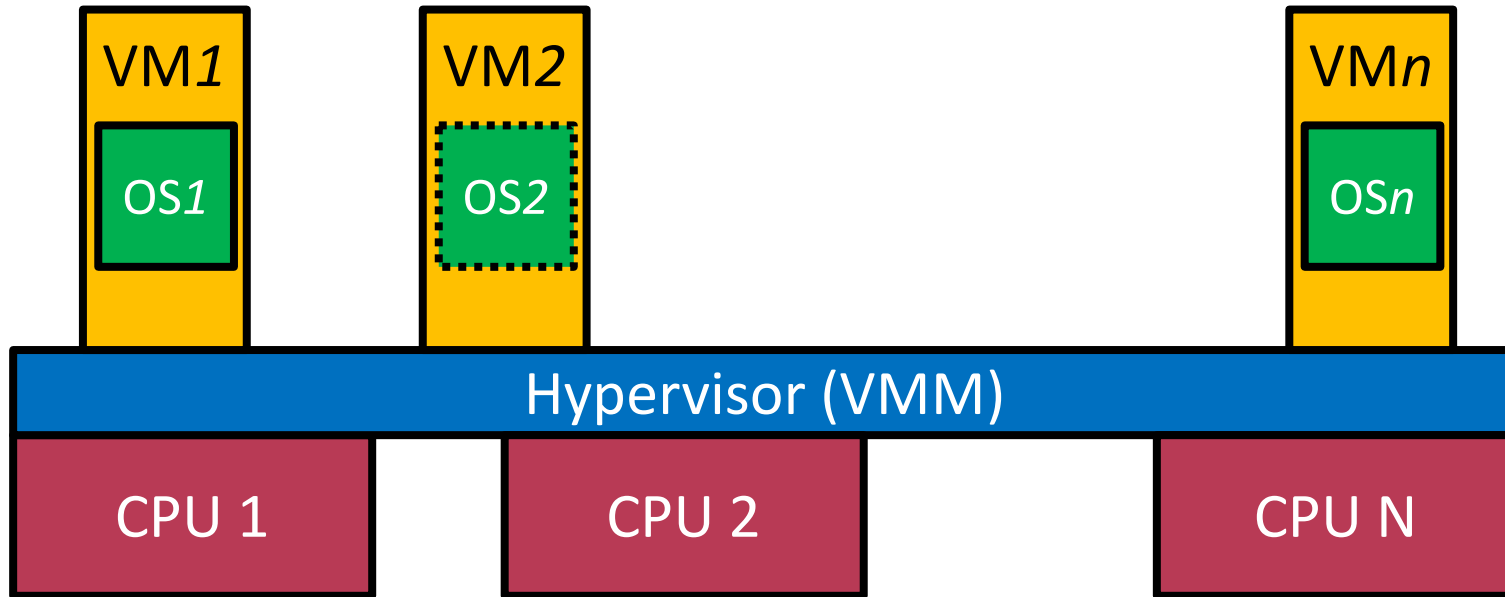 VM1
VM2
VMn
OS1
OS2
OSn
Hypervisor (VMM)
CPU 1
CPU 2
CPU N